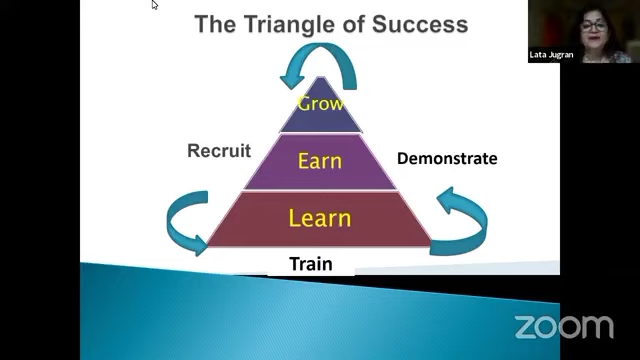 The Triangle of Success
Lata Jugran
Grow
Recruit
Earn
Demonstrate
Learn
Train
zoom